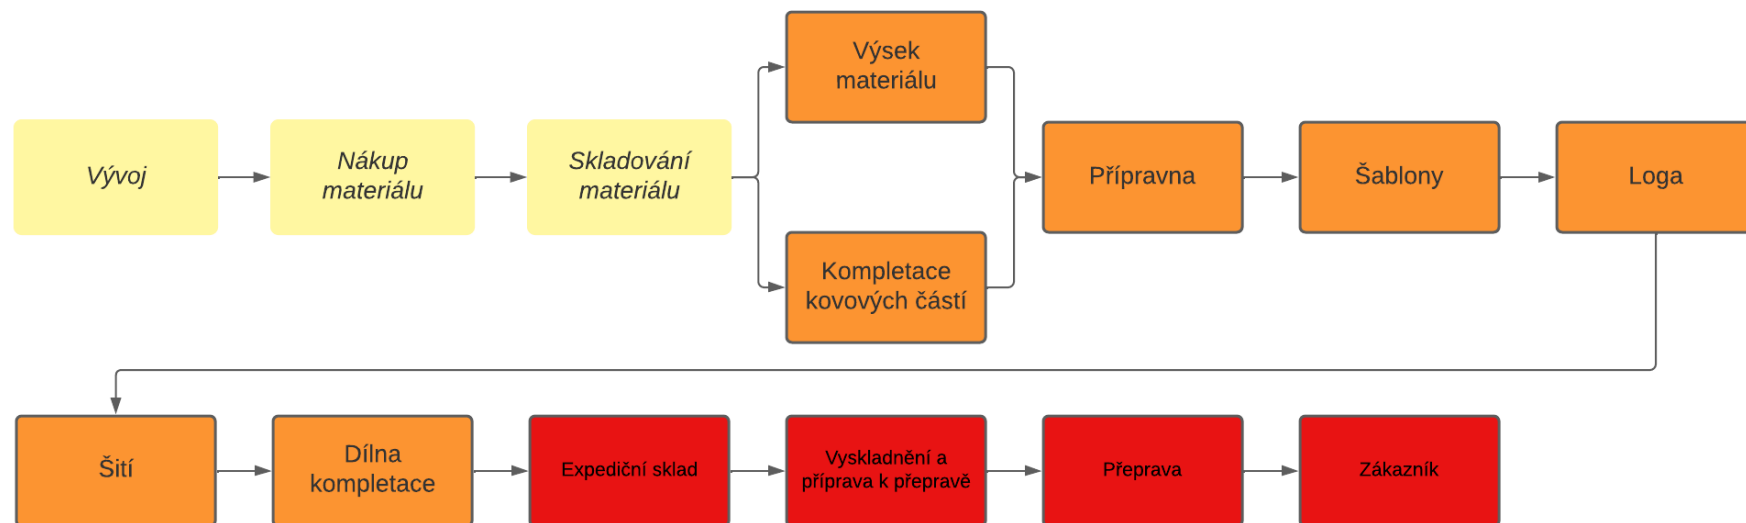 Vývoj
Nákup
materiálu
Skladování
materiálu
Výsek
materiálu
Kompletace
kovových částí
Přípravna
Šablony
Loga
Šití
Dílna
kompletace
Expediční sklad
Vyskladnění a
příprava k přepravě
Přeprava
Zákazník